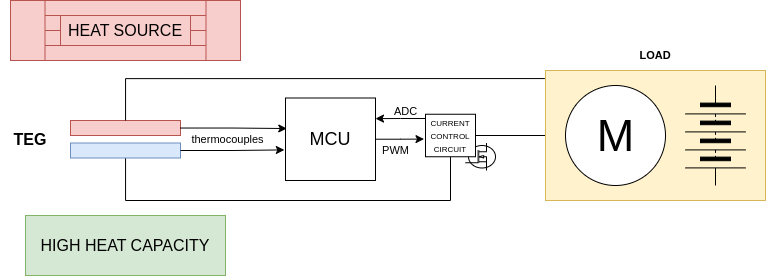 HEAT SOURCE
LOAD
TEG
thermocouples
MCU
ADC
PWM
CURRENT
CONTROL
CIRCUIT
M
HIGH HEAT CAPACITY